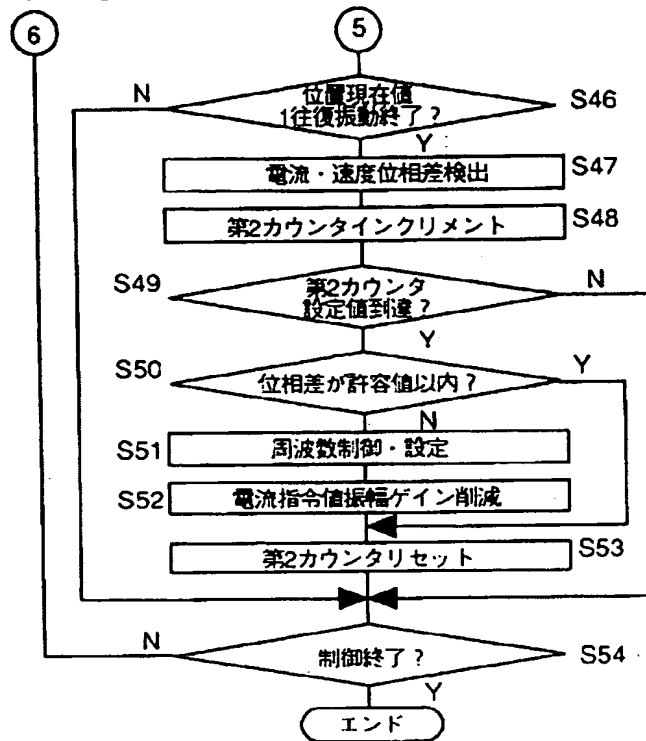 6
5
N
位置現在値
1往復振動終了？
S46
Y
電流・速度位相差検出
S47
第2カウンタインクリメント
S48
S49
第2カウンタ
設定値到達？
N
Y
S50
位相差が許容値以内？
Y
N
S51
周波数制御・設定
S52
電流指令値振幅ゲイン削減
第2カウンタリセット
S53
N
制御終了？
S54
Y
エンド